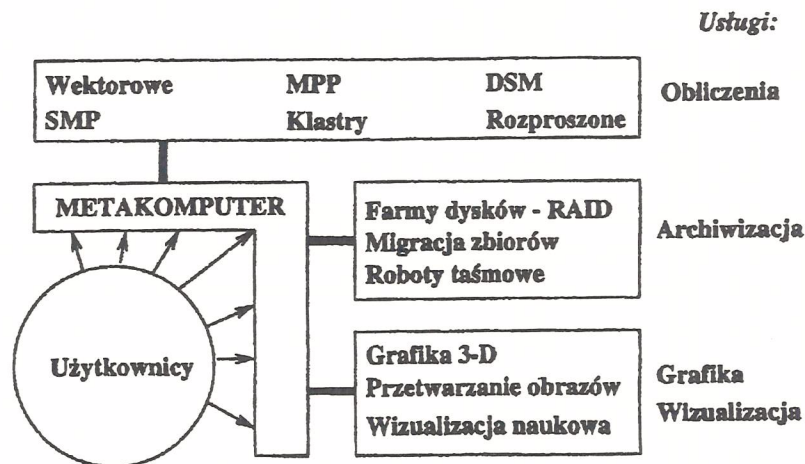 Usługi:
Wektorowe MPP DSM
SMP Klastry Rozproszone
Obliczenia
METAKOMPUTER
Farmy dysków - RAID
Migracja zbiorów
Roboty taśmowe
Archiwizacja
Użytkownicy
Grafika 3-D
Przetwarzanie obrazów
Wizualizacja naukowa
Grafika
Wizualizacja